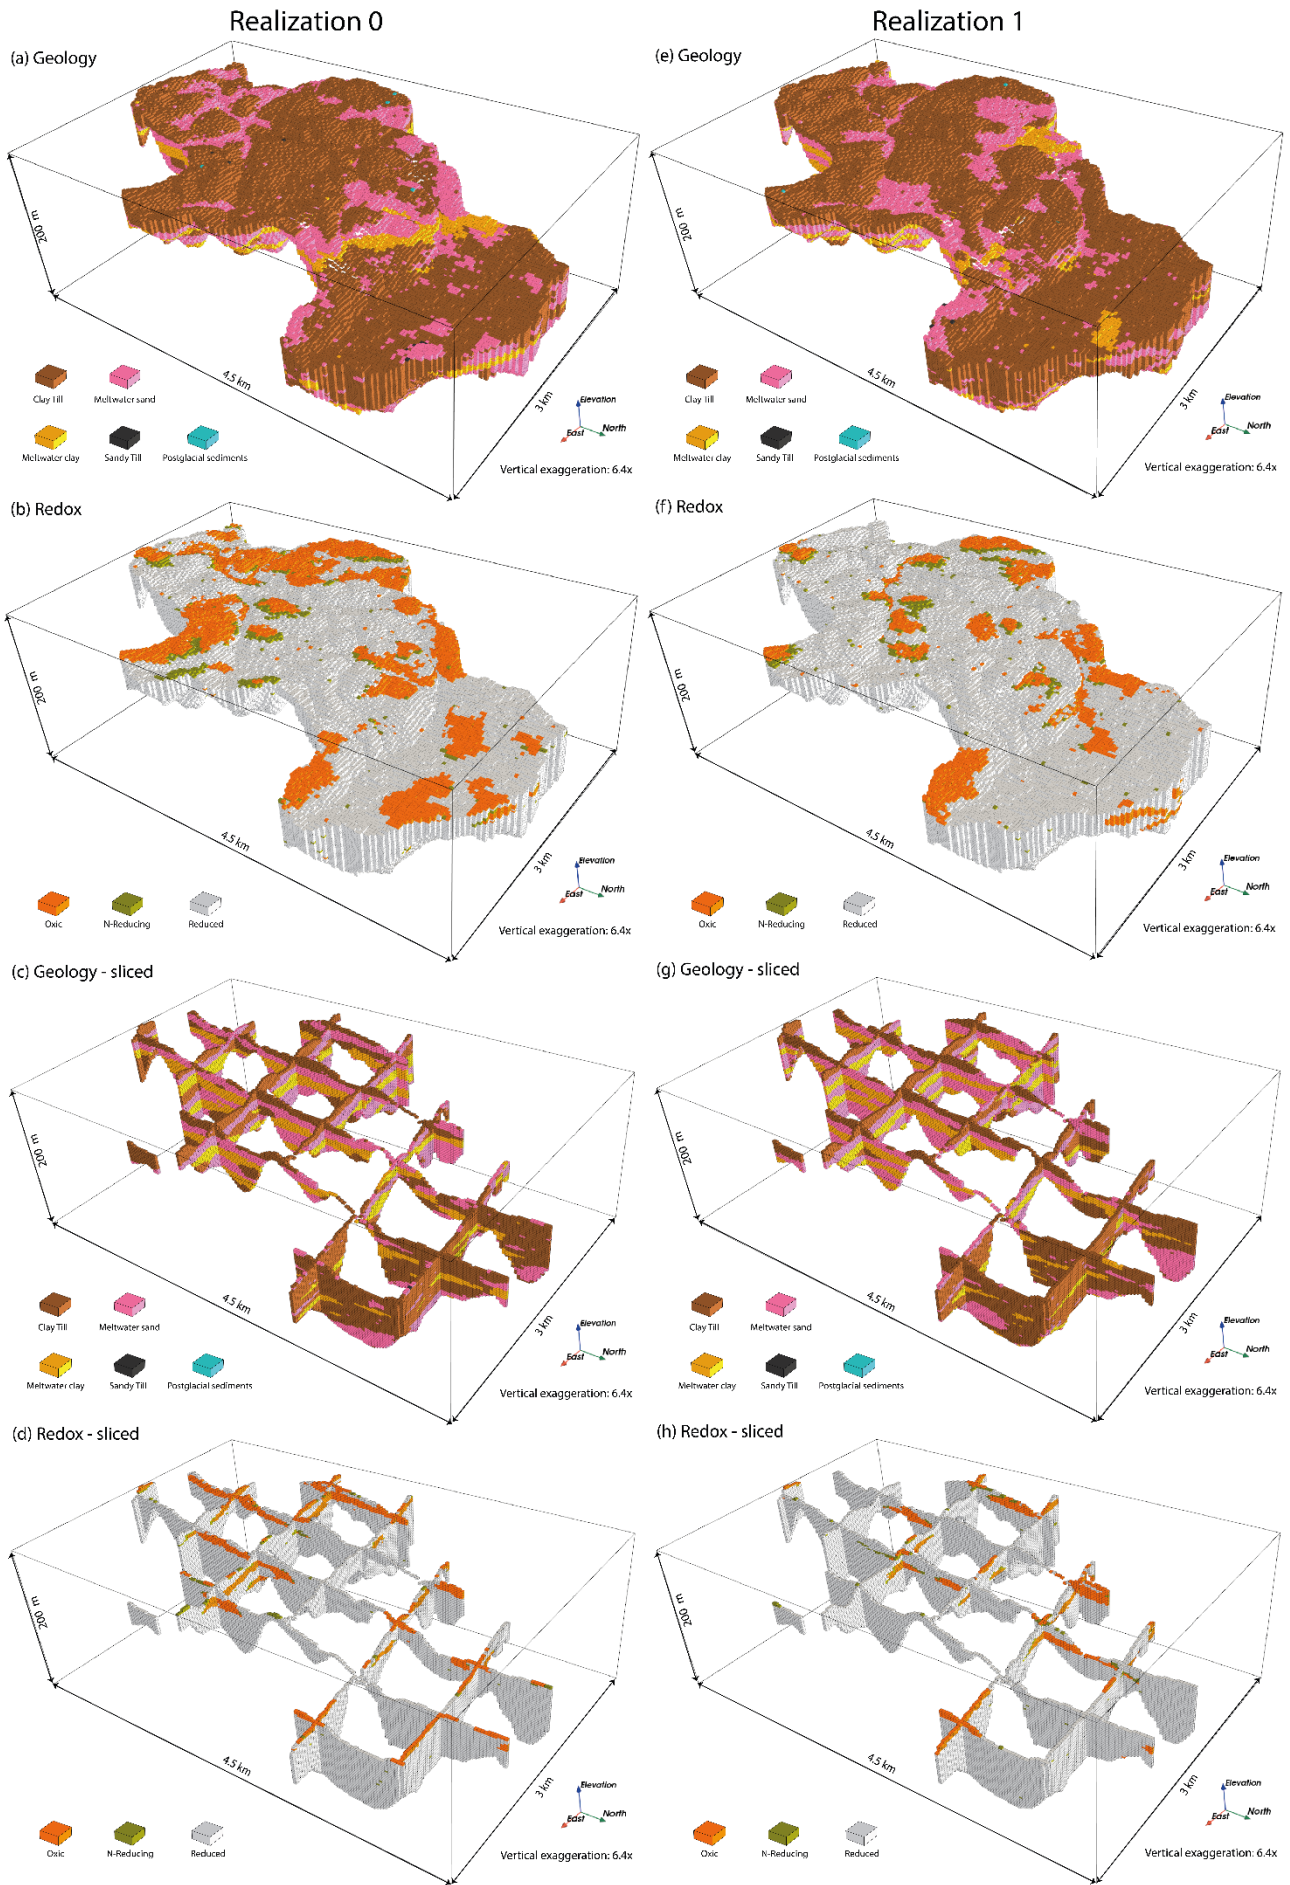 Realization 0
Realization 1
(a) Geology
200 m
4.5 km
3 km
Clay Till
Meltwater sand
Meltwater clay
Sandy Till
Postglacial sediments
Elevation
East
North
Vertical exaggeration: 6.4x
(e) Geology
200 m
4.5 km
3 km
Clay Till
Meltwater sand
Meltwater clay
Sandy Till
Postglacial sediments
Elevation
East
North
Vertical exaggeration: 6.4x
(b) Redox
200 m
4.5 km
3 km
Oxic
N-Reducing
Reduced
Elevation
East
North
Vertical exaggeration: 6.4x
(f) Redox
200 m
4.5 km
3 km
Oxic
N-Reducing
Reduced
Elevation
East
North
Vertical exaggeration: 6.4x
(c) Geology - sliced
200 m
4.5 km
3 km
Clay Till
Meltwater sand
Meltwater clay
Sandy Till
Postglacial sediments
Elevation
East
North
Vertical exaggeration: 6.4x
(g) Geology - sliced
200 m
4.5 km
3 km
Clay Till
Meltwater sand
Meltwater clay
Sandy Till
Postglacial sediments
Elevation
East
North
Vertical exaggeration: 6.4x
(d) Redox - sliced
200 m
4.5 km
3 km
Oxic
N-Reducing
Reduced
Elevation
East
North
Vertical exaggeration: 6.4x
(h) Redox - sliced
200 m
4.5 km
3 km
Oxic
N-Reducing
Reduced
Elevation
East
North
Vertical exaggeration: 6.4x